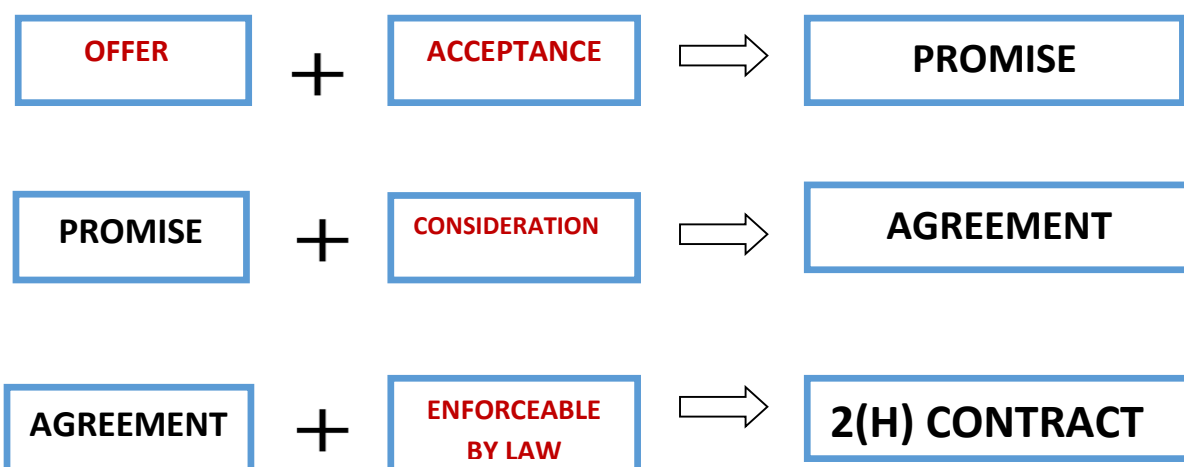 OFFER + ACCEPTANCE PROMISE
PROMISE + CONSIDERATION AGREEMENT
AGREEMENT + ENFORCEABLE BY LAW 2(H) CONTRACT